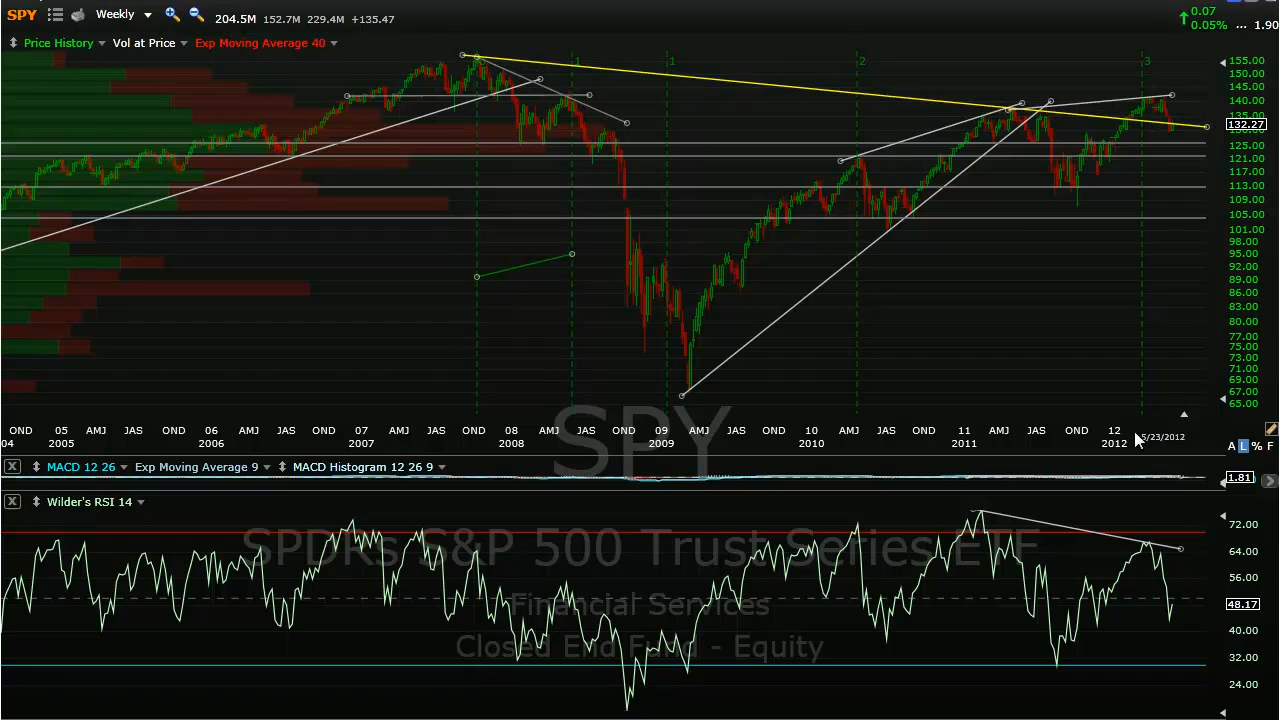 SPY Weekly 204.5M 152.7M 229.4M +135.47 0.07
0.05% ... 1.90
Price History Vol at Price Exp Moving Average 40
1 1 2 3
155.00
150.00
145.00
140.00
132.27
125.00
121.00
117.00
113.00
109.00
105.00
101.00
98.00
95.00
92.00
89.00
86.00
83.00
80.00
77.00
75.00
73.00
71.00
69.00
67.00
65.00
SPY
OND 05 AMJ JAS OND 06 AMJ JAS OND 07 AMJ JAS OND 08 AMJ JAS OND 09 AMJ JAS OND 10 AMJ JAS OND 11 AMJ JAS OND 12
04 2005 2006 2007 2008 2009 2010 2011 2012 5/23/2012
A L % F
MACD 12 26 Exp Moving Average 9 MACD Histogram 12 26 9
1.81
Wilder's RSI 14
72.00
64.00
56.00
48.17
40.00
32.00
24.00
SPDRs S&P 500 Trust Series ETF
Financial Services
Closed End Fund - Equity